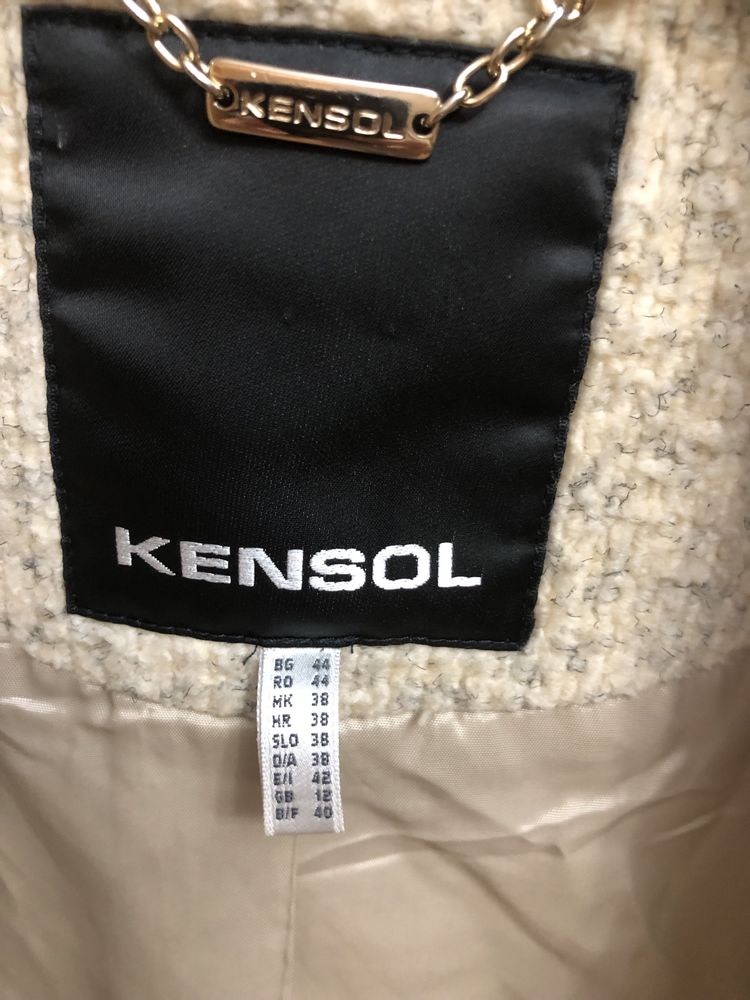 KENSOL
KENSOL
BG 44
RO 44
MK 38
HR 38
SLO 38
D/A 38
E/I 42
GB 12
B/F 40